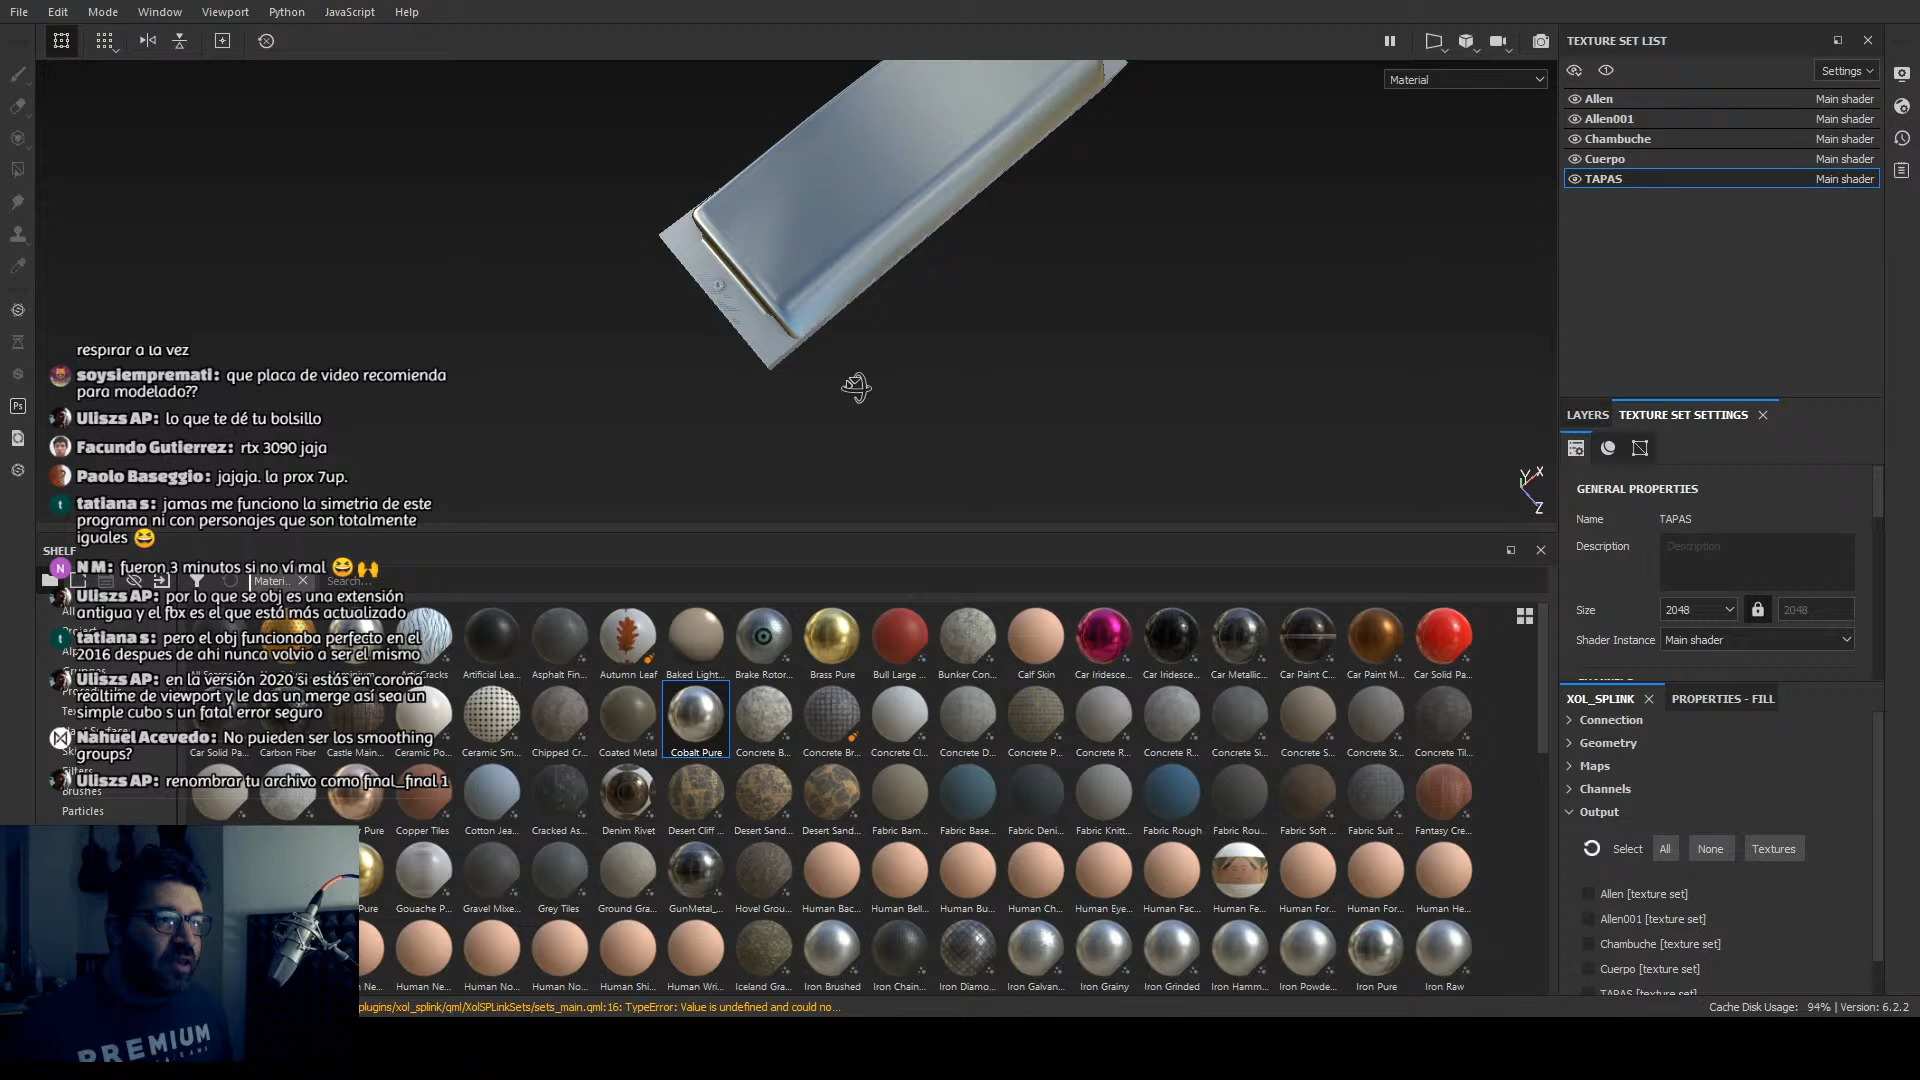 File Edit Mode Window Viewport Python JavaScript Help
TEXTURE SET LIST
Material
Settings
Allen Main shader
Allen001 Main shader
Chambuche Main shader
Cuerpo Main shader
TAPAS Main shader
respirar a la vez
soysiempremati: que placa de video recomienda
para modelado??
Uliszs AP: lo que te dé tu bolsillo
Facundo Gutierrez: rtx 3090 jaja
Paolo Baseggio: jajaja. la prox 7up.
t tatiana s: jamas me funciono la simetria de este
programa ni con personajes que son totalmente
iguales 😆
SHELF
N N M: fueron 3 minutos si no ví mal 😆🙌
Materi... Search...
Uliszs AP: por lo que se obj es una extensión
antigua y el fbx es el que está más actualizado
t tatiana s: pero el obj funcionaba perfecto en el
2016 despues de ahi nunca volvio a ser el mismo
Uliszs AP: en la versión 2020 si estás en corona
realtime de viewport y le das un merge así sea un
simple cubo s un fatal error seguro
Nahuel Acevedo: No pueden ser los smoothing
groups?
Uliszs AP: renombrar tu archivo como final_final 1
Brushes
Particles
Artificial Lea... Asphalt Fin... Autumn Leaf Baked Light... Brake Rotor... Brass Pure Bull Large ... Bunker Con... Calf Skin Car Iridesce... Car Iridesce... Car Metallic... Car Paint C... Car Paint M... Car Solid Pa...
Car Solid Pa... Carbon Fiber Castle Main... Ceramic Po... Ceramic Sm... Chipped Cr... Coated Metal Cobalt Pure Concrete B... Concrete Br... Concrete Cl... Concrete D... Concrete P... Concrete R... Concrete R... Concrete Si... Concrete S... Concrete St... Concrete Til...
Pure Copper Tiles Cotton Jea... Cracked As... Denim Rivet Desert Cliff ... Desert Sand... Desert Sand... Fabric Bam... Fabric Base... Fabric Deni... Fabric Knitt... Fabric Rough Fabric Rou... Fabric Soft ... Fabric Suit ... Fantasy Cre...
Pure Gouache P... Gravel Mixe... Grey Tiles Ground Gra... GunMetal_... Hovel Grou... Human Bac... Human Bell... Human Bu... Human Ch... Human Eye... Human Fac... Human Fe... Human For... Human For... Human He...
Ne... Human Ne... Human No... Human No... Human Shi... Human Wri... Iceland Gra... Iron Brushed Iron Chain... Iron Diamo... Iron Galvan... Iron Grainy Iron Grinded Iron Hamm... Iron Powde... Iron Pure Iron Raw
X
Y
Z
LAYERS TEXTURE SET SETTINGS
GENERAL PROPERTIES
Name TAPAS
Description Description
Size 2048 2048
Shader Instance Main shader
XOL_SPLINK PROPERTIES - FILL
Connection
Geometry
Maps
Channels
Output
Select All None Textures
Allen [texture set]
Allen001 [texture set]
Chambuche [texture set]
Cuerpo [texture set]
TAPAS [texture set]
Ps
PREMIUM
plugins/xol_splink/qml/XolSPLinkSets/sets_main.qml:16: TypeError: Value is undefined and could no...
Cache Disk Usage: 94% | Version: 6.2.2